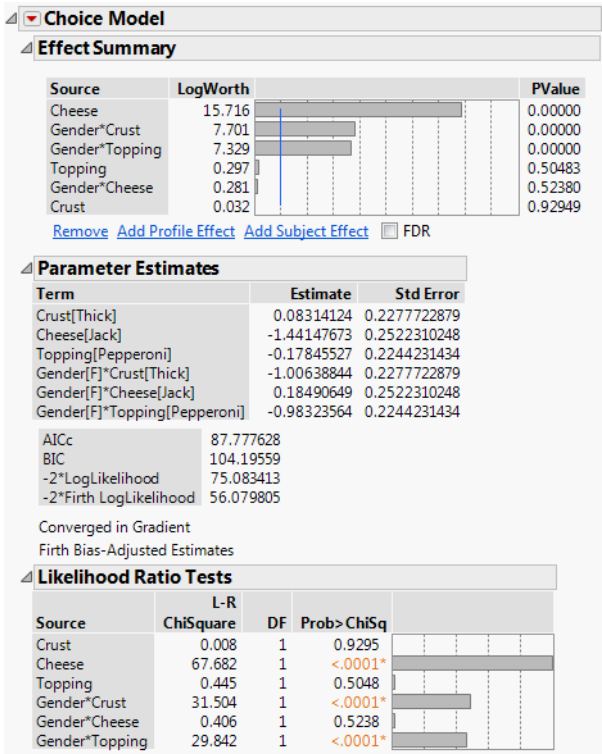 Choice Model
Effect Summary
Source LogWorth PValue
Cheese 15.716 0.00000
Gender*Crust 7.701 0.00000
Gender*Topping 7.329 0.00000
Topping 0.297 0.50483
Gender*Cheese 0.281 0.52380
Crust 0.032 0.92949
Remove Add Profile Effect Add Subject Effect FDR
Parameter Estimates
Term Estimate Std Error
Crust[Thick] 0.08314124 0.2277722879
Cheese[Jack] -1.44147673 0.2522310248
Topping[Pepperoni] -0.17845527 0.2244231434
Gender[F]*Crust[Thick] -1.00638844 0.2277722879
Gender[F]*Cheese[Jack] 0.18490649 0.2522310248
Gender[F]*Topping[Pepperoni] -0.98323564 0.2244231434
AICc 87.777628
BIC 104.19559
-2*LogLikelihood 75.083413
-2*Firth LogLikelihood 56.079805
Converged in Gradient
Firth Bias-Adjusted Estimates
Likelihood Ratio Tests
L-R
Source ChiSquare DF Prob>ChiSq
Crust 0.008 1 0.9295
Cheese 67.682 1 <.0001*
Topping 0.445 1 0.5048
Gender*Crust 31.504 1 <.0001*
Gender*Cheese 0.406 1 0.5238
Gender*Topping 29.842 1 <.0001*